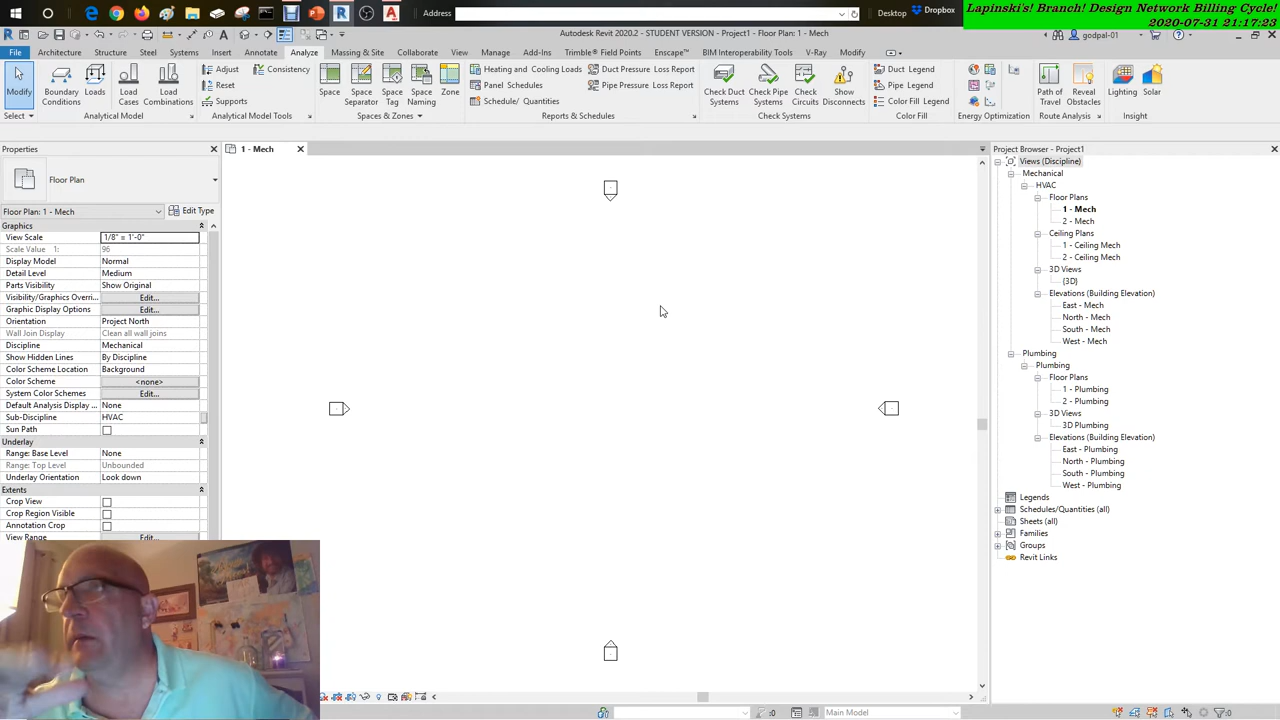 Address
Desktop
Dropbox
Lapinski's! Branch! Design Network Billing Cycle!
2020-07-31 21:17:23
Autodesk Revit 2020.2 - STUDENT VERSION - Project1 - Floor Plan: 1 - Mech
godpal-01
File Architecture Structure Steel Systems Insert Annotate Analyze Massing & Site Collaborate View Manage Add-Ins Trimble® Field Points Enscape™ BIM Interoperability Tools V-Ray Modify
Modify
Boundary Conditions
Loads
Load Cases
Load Combinations
Adjust
Reset
Supports
Consistency
Space
Space Separator
Space Tag
Space Naming
Zone
Heating and Cooling Loads
Panel Schedules
Schedule/ Quantities
Duct Pressure Loss Report
Pipe Pressure Loss Report
Check Duct Systems
Check Pipe Systems
Check Circuits
Show Disconnects
Duct Legend
Pipe Legend
Color Fill Legend
Path of Travel
Reveal Obstacles
Lighting
Solar
Select
Analytical Model
Analytical Model Tools
Spaces & Zones
Reports & Schedules
Check Systems
Color Fill
Energy Optimization
Route Analysis
Insight
Properties
Floor Plan
Floor Plan: 1 - Mech
Edit Type
Graphics
View Scale 1/8" = 1'-0"
Scale Value 1: 96
Display Model Normal
Detail Level Medium
Parts Visibility Show Original
Visibility/Graphics Overri... Edit...
Graphic Display Options Edit...
Orientation Project North
Wall Join Display Clean all wall joins
Discipline Mechanical
Show Hidden Lines By Discipline
Color Scheme Location Background
Color Scheme <none>
System Color Schemes Edit...
Default Analysis Display ... None
Sub-Discipline HVAC
Sun Path
Underlay
Range: Base Level None
Range: Top Level Unbounded
Underlay Orientation Look down
Extents
Crop View
Crop Region Visible
Annotation Crop
View Range Edit...
1 - Mech
Project Browser - Project1
Views (Discipline)
Mechanical
HVAC
Floor Plans
1 - Mech
2 - Mech
Ceiling Plans
1 - Ceiling Mech
2 - Ceiling Mech
3D Views
{3D}
Elevations (Building Elevation)
East - Mech
North - Mech
South - Mech
West - Mech
Plumbing
Plumbing
Floor Plans
1 - Plumbing
2 - Plumbing
3D Views
3D Plumbing
Elevations (Building Elevation)
East - Plumbing
North - Plumbing
South - Plumbing
West - Plumbing
Legends
Schedules/Quantities (all)
Sheets (all)
Families
Groups
Revit Links
:0
Main Model
:0